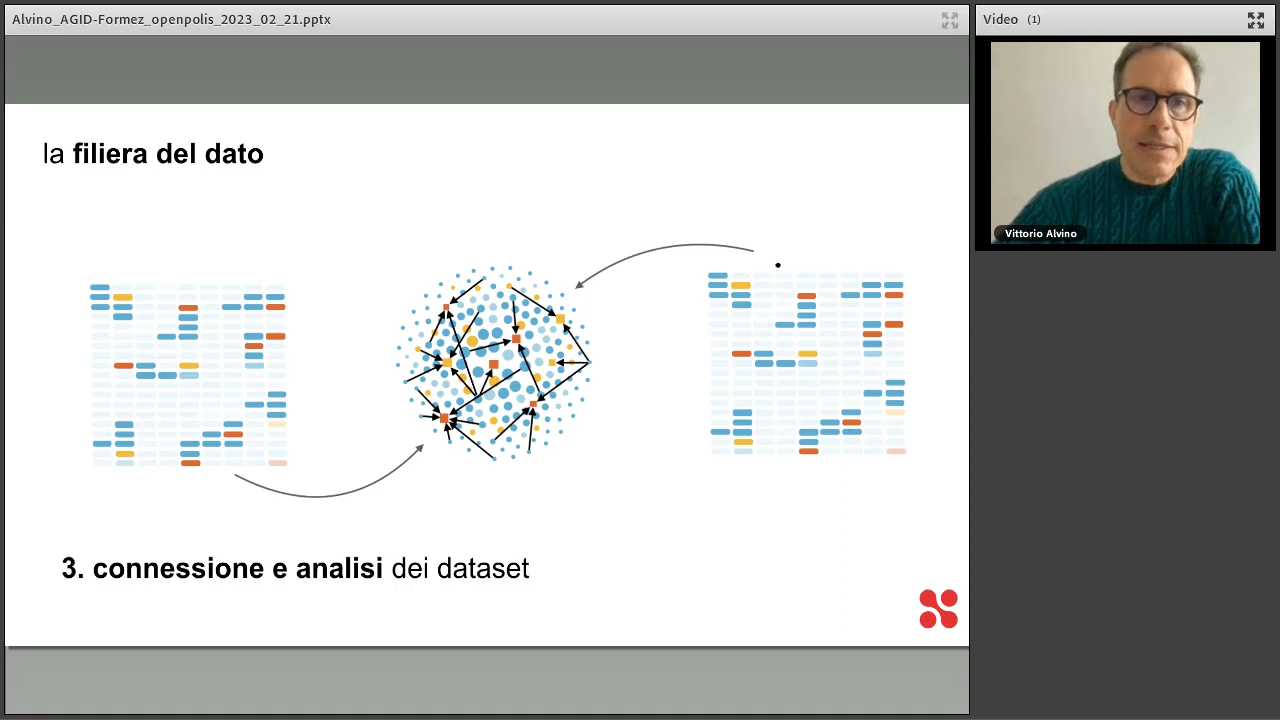 Alvino_AGID-Formez_openpolis_2023_02_21.pptx
Video (1)
Vittorio Alvino
la filiera del dato
3. connessione e analisi dei dataset